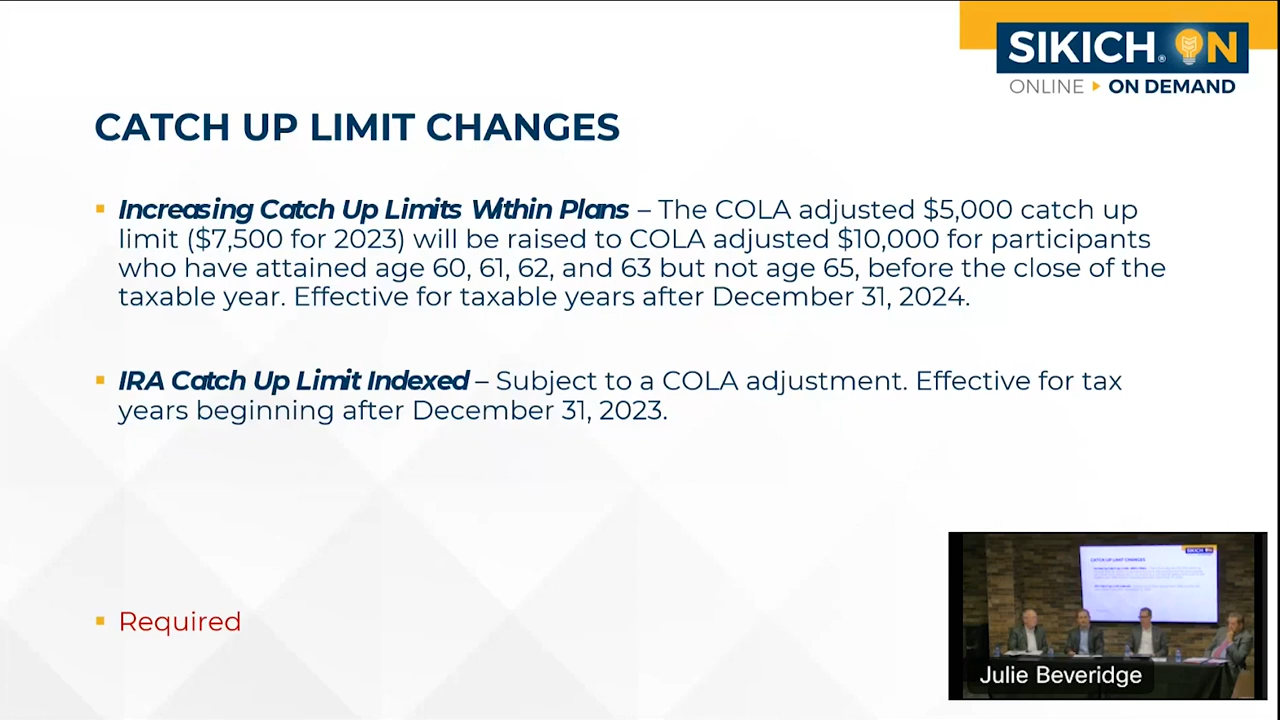 SIKICH® ON
ONLINE ▸ ON DEMAND
CATCH UP LIMIT CHANGES
▪ Increasing Catch Up Limits Within Plans – The COLA adjusted $5,000 catch up
limit ($7,500 for 2023) will be raised to COLA adjusted $10,000 for participants
who have attained age 60, 61, 62, and 63 but not age 65, before the close of the
taxable year. Effective for taxable years after December 31, 2024.
▪ IRA Catch Up Limit Indexed – Subject to a COLA adjustment. Effective for tax
years beginning after December 31, 2023.
▪ Required
CATCH UP LIMIT CHANGES
Julie Beveridge